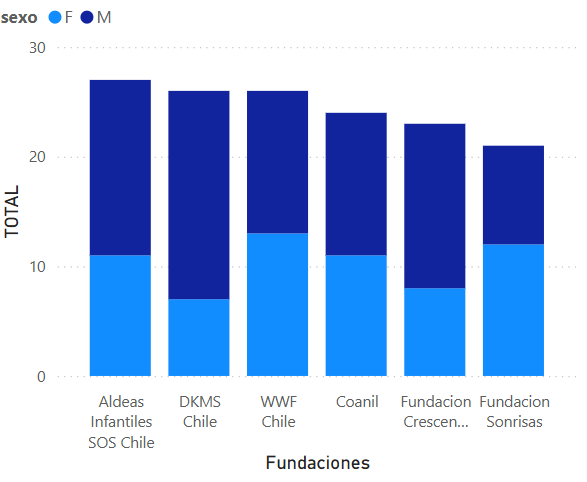 sexo F M
30
20
10
0
TOTAL
Aldeas Infantiles SOS Chile
DKMS Chile
WWF Chile
Coanil
Fundacion Crescen...
Fundacion Sonrisas
Fundaciones